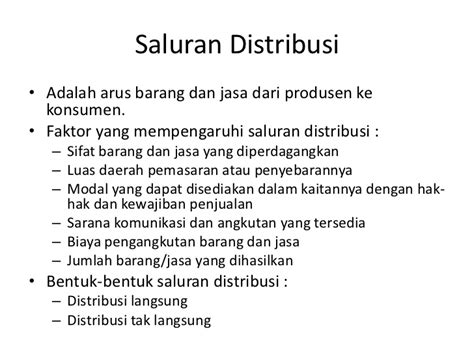 Saluran Distribusi
• Adalah arus barang dan jasa dari produsen ke
konsumen.
• Faktor yang mempengaruhi saluran distribusi :
– Sifat barang dan jasa yang diperdagangkan
– Luas daerah pemasaran atau penyebarannya
– Modal yang dapat disediakan dalam kaitannya dengan hak-
hak dan kewajiban penjualan
– Sarana komunikasi dan angkutan yang tersedia
– Biaya pengangkutan barang dan jasa
– Jumlah barang/jasa yang dihasilkan
• Bentuk-bentuk saluran distribusi :
– Distribusi langsung
– Distribusi tak langsung